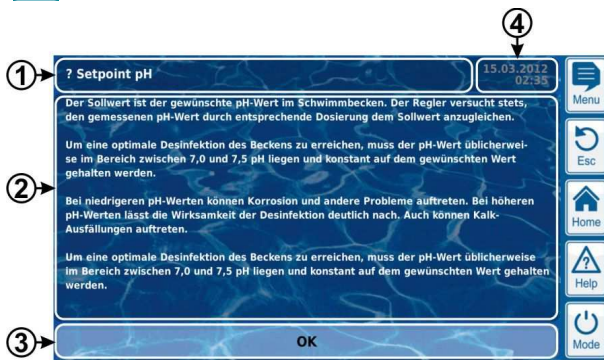 4
1
? Setpoint pH
15.03.2012
02:35
Menu
2
Der Sollwert ist der gewünschte pH-Wert im Schwimmbecken. Der Regler versucht stets,
den gemessenen pH-Wert durch entsprechende Dosierung dem Sollwert anzugleichen.
Um eine optimale Desinfektion des Beckens zu erreichen, muss der pH-Wert üblicherwei-
se im Bereich zwischen 7,0 und 7,5 pH liegen und konstant auf dem gewünschten Wert
gehalten werden.
Bei niedrigeren pH-Werten können Korrosion und andere Probleme auftreten. Bei höheren
pH-Werten lässt die Wirksamkeit der Desinfektion deutlich nach. Auch können Kalk-
Ausfällungen auftreten.
Um eine optimale Desinfektion des Beckens zu erreichen, muss der pH-Wert üblicherweise
im Bereich zwischen 7,0 und 7,5 pH liegen und konstant auf dem gewünschten Wert gehalten
werden.
Esc
Home
Help
3
OK
Mode